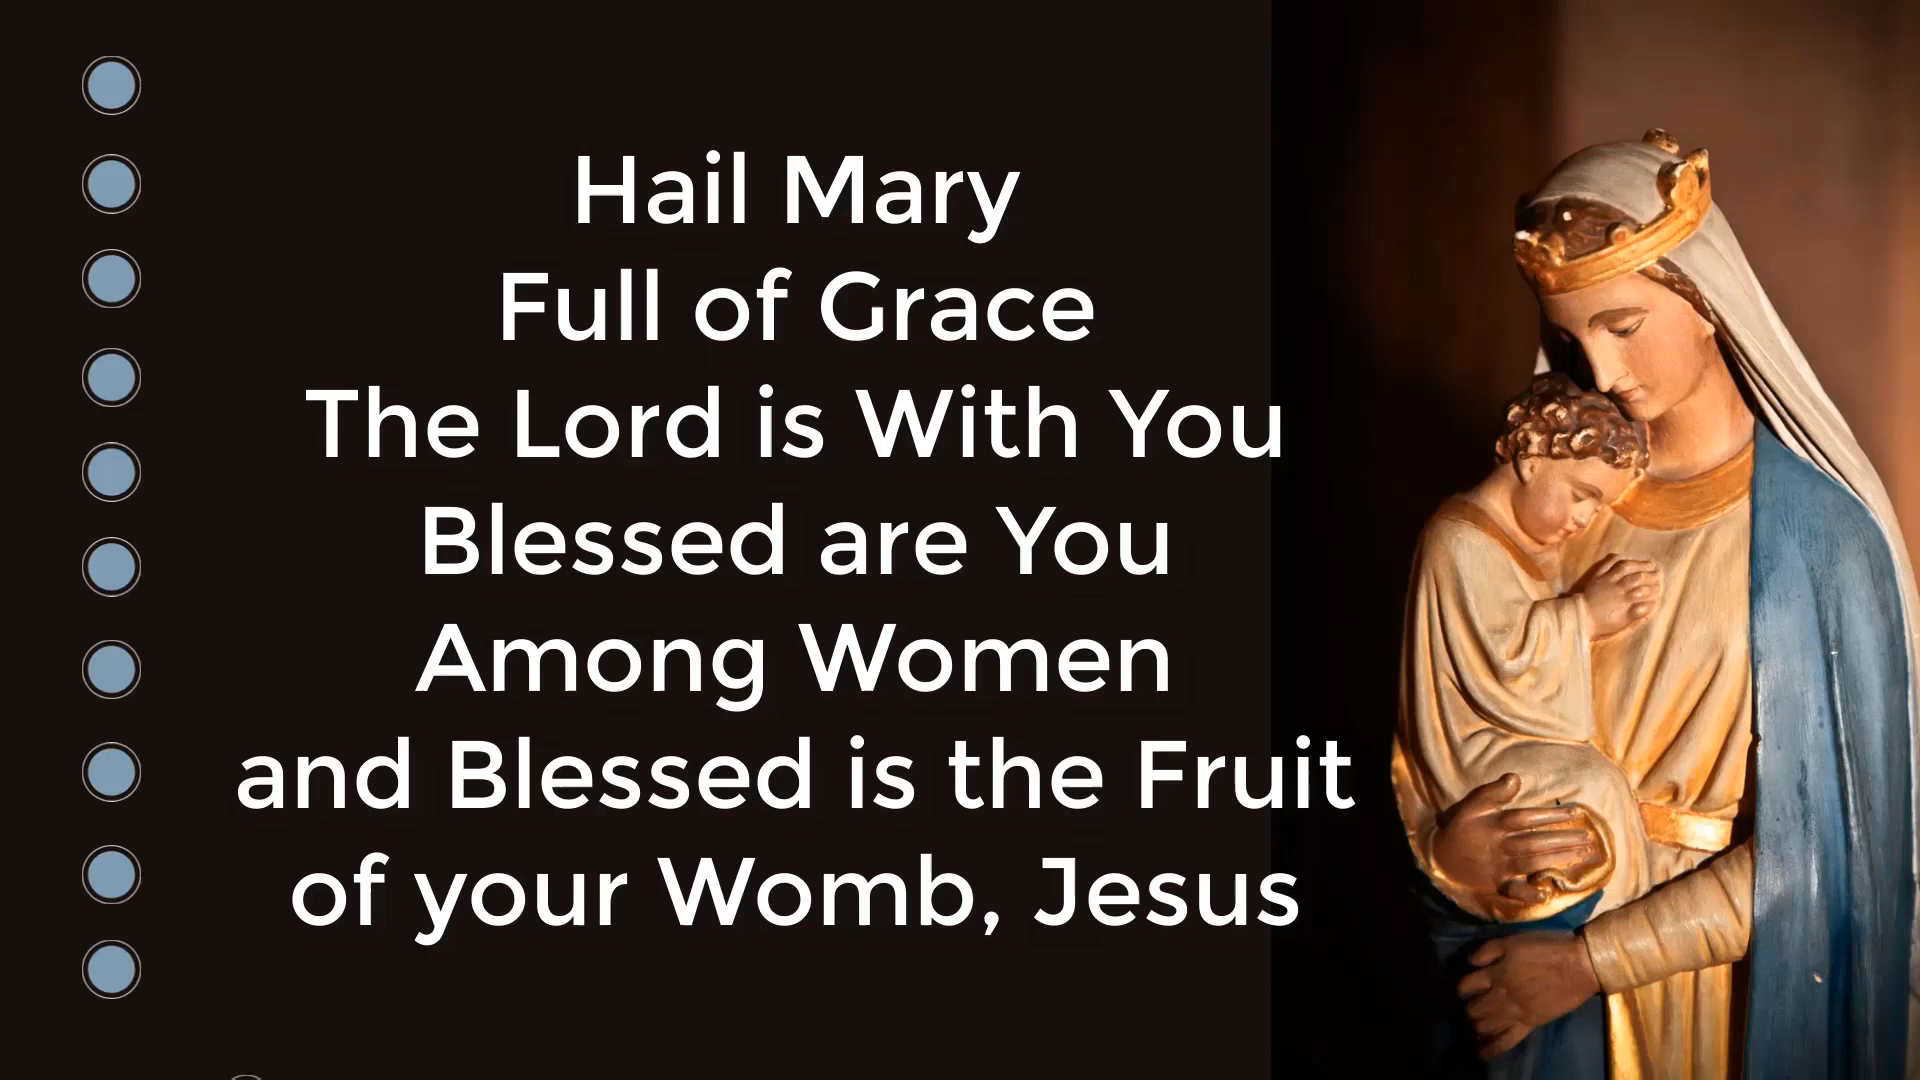 Hail Mary
Full of Grace
The Lord is With You
Blessed are You
Among Women
and Blessed is the Fruit
of your Womb, Jesus